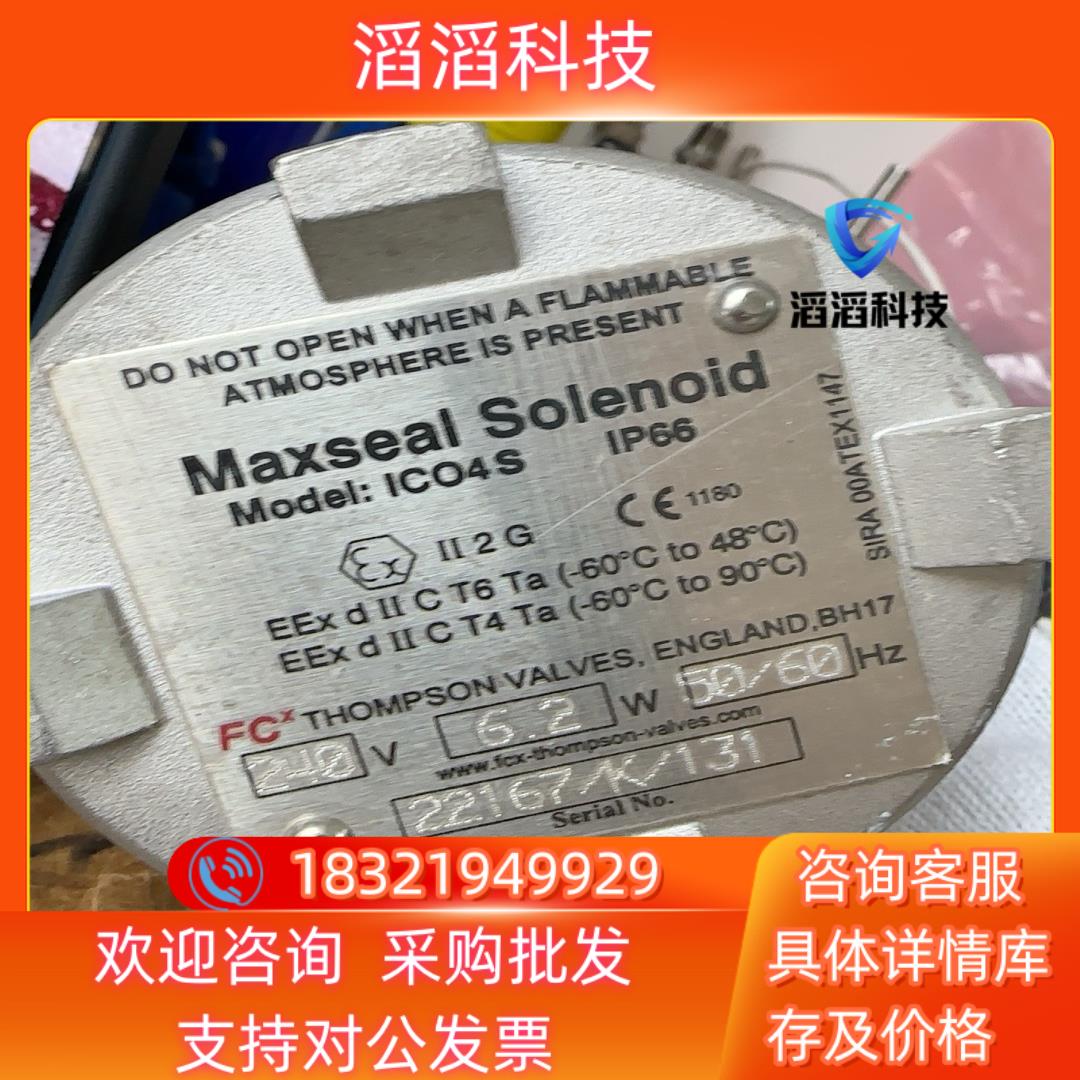 滔滔科技
滔滔科技
DO NOT OPEN WHEN A FLAMMABLE
ATMOSPHERE IS PRESENT
Maxseal Solenoid
Model: ICO4S IP66
Ex II 2 G CE 1180
EEx d II C T6 Ta (-60°C to 48°C)
EEx d II C T4 Ta (-60°C to 90°C)
SIRA 00ATEX1147
FCx THOMPSON VALVES, ENGLAND, BH17
240 V 6.2 W 50/60 Hz
www.fcx-thompson-valves.com
22167/K/131
Serial No.
18321949929
欢迎咨询 采购批发
支持对公发票
咨询客服
具体详情库
存及价格